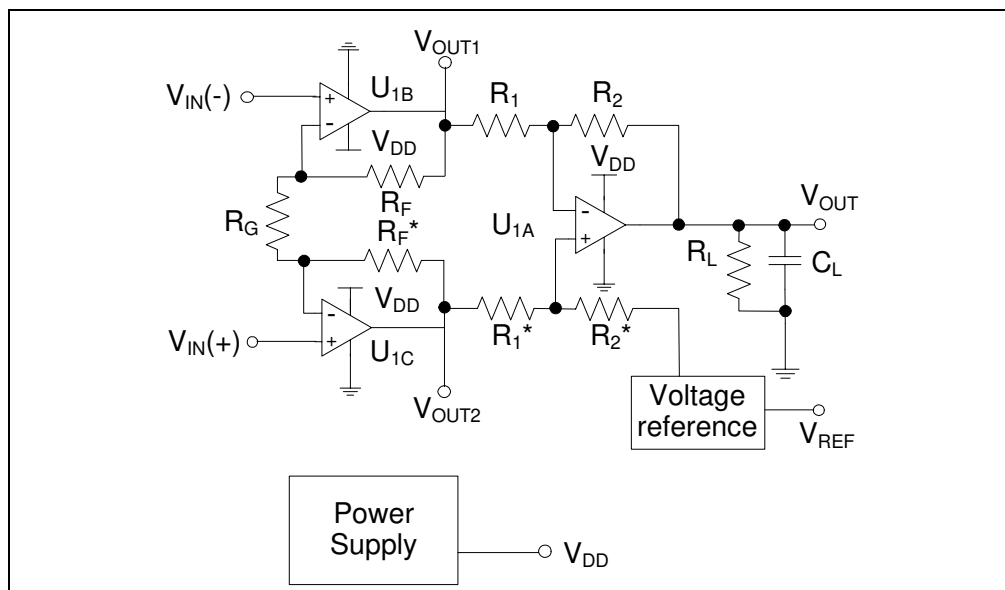 V_OUT1
V_IN(-)
+
-
U_1B
V_DD
R_1
R_2
R_F
R_G
R_F*
V_DD
-
+
U_1A
V_OUT
R_L
C_L
-
+
V_DD
U_1C
V_IN(+)
R_1*
R_2*
V_OUT2
Voltage
reference
V_REF
Power
Supply
V_DD